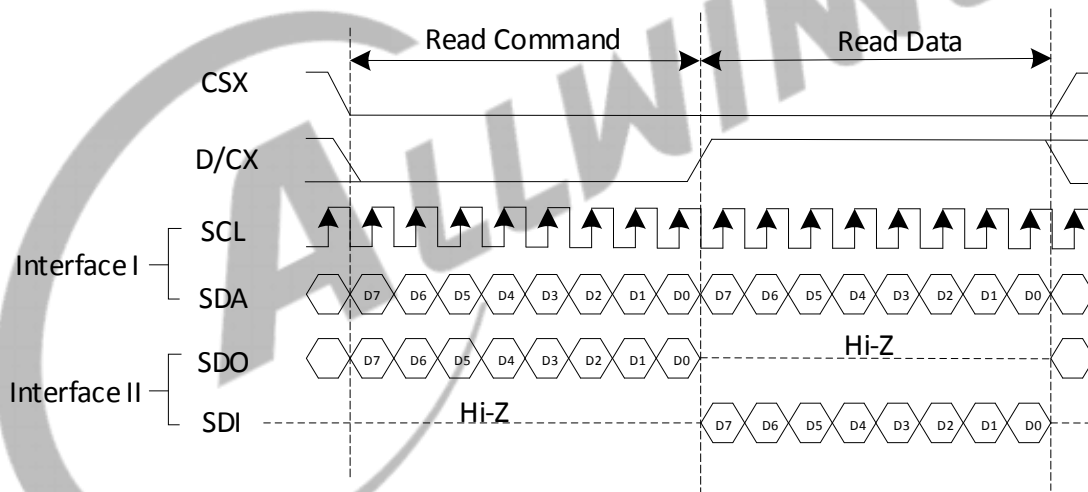 Read Command Read Data
CSX
D/CX
SCL
Interface I
SDA D7 D6 D5 D4 D3 D2 D1 D0 D7 D6 D5 D4 D3 D2 D1 D0
SDO D7 D6 D5 D4 D3 D2 D1 D0 Hi-Z
Interface II
SDI Hi-Z D7 D6 D5 D4 D3 D2 D1 D0